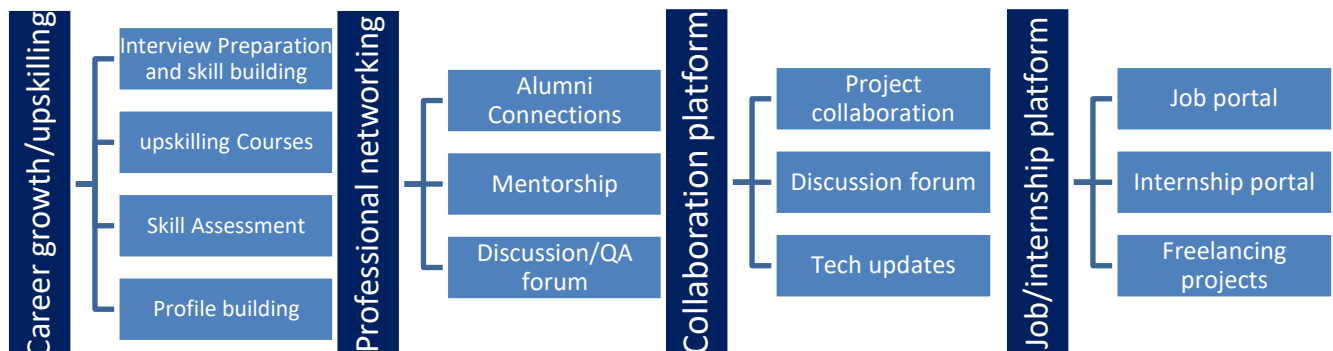 Career growth/upskilling
Interview Preparation
and skill building
upskilling Courses
Skill Assessment
Profile building
Professional networking
Alumni
Connections
Mentorship
Discussion/QA
forum
Collaboration platform
Project
collaboration
Discussion forum
Tech updates
Job/internship platform
Job portal
Internship portal
Freelancing
projects